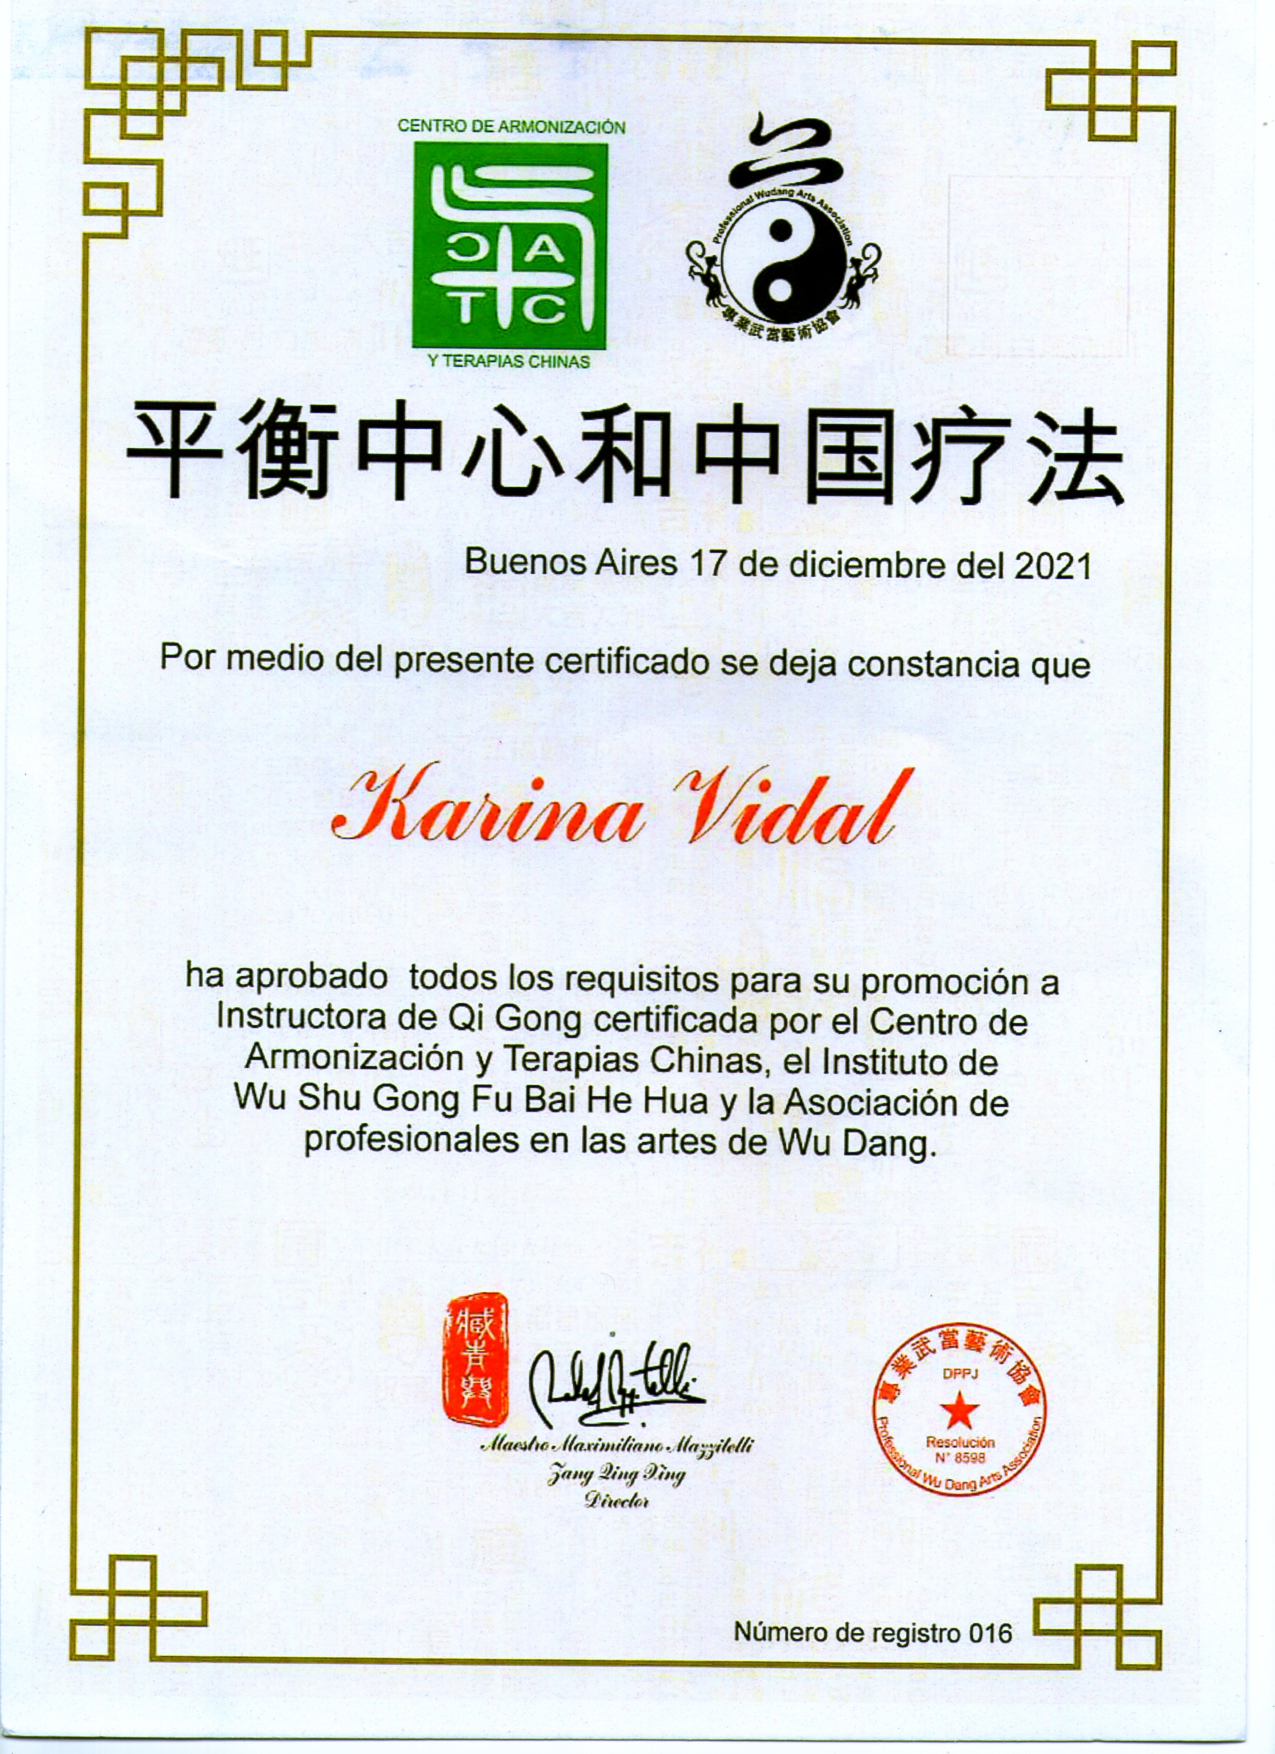 CENTRO DE ARMONIZACIÓN
C A
T C
Y TERAPIAS CHINAS
Professional Wudang Arts Association
專業武當藝術協會
平衡中心和中国疗法
Buenos Aires 17 de diciembre del 2021
Por medio del presente certificado se deja constancia que
Karina Vidal
ha aprobado todos los requisitos para su promoción a
Instructora de Qi Gong certificada por el Centro de
Armonización y Terapias Chinas, el Instituto de
Wu Shu Gong Fu Bai He Hua y la Asociación de
profesionales en las artes de Wu Dang.
Maestro Maximiliano Mazzitelli
Zang Qing Xing
Director
專業武當藝術協會
DPPJ
Resolución
N° 8598
Professional Wu Dang Arts Association
Número de registro 016